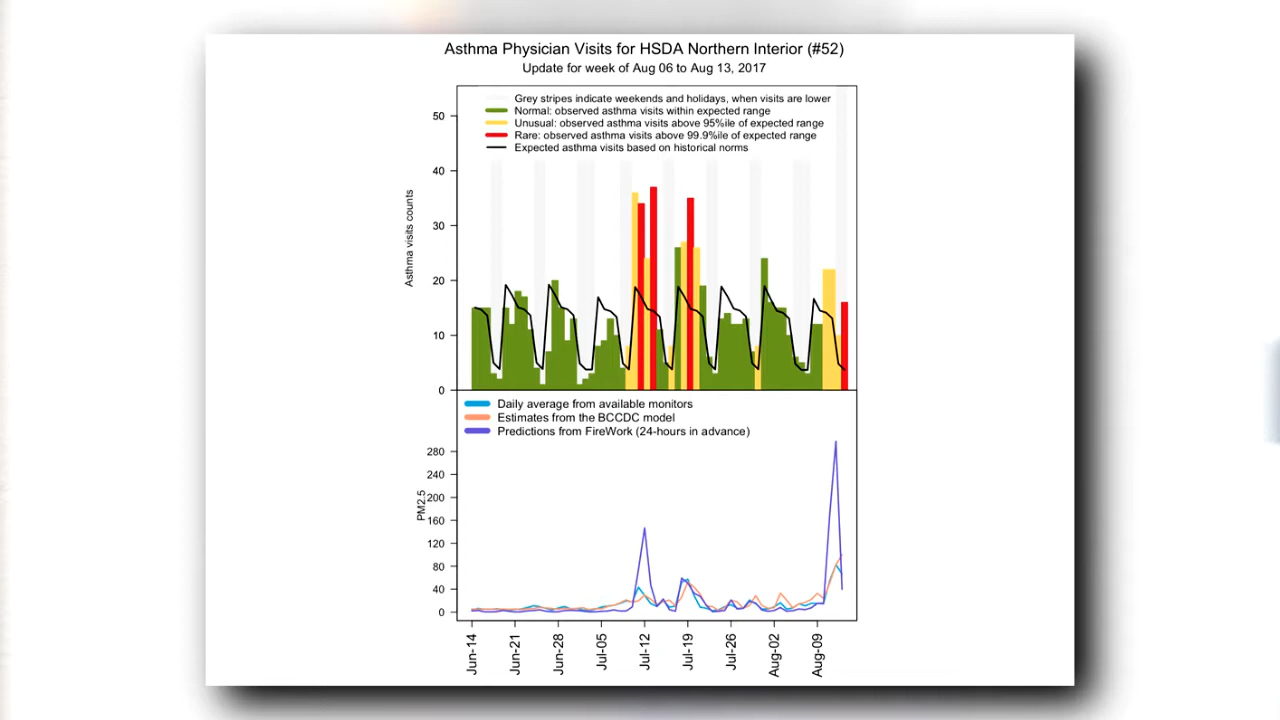 Asthma Physician Visits for HSDA Northern Interior (#52)
Update for week of Aug 06 to Aug 13, 2017
Grey stripes indicate weekends and holidays, when visits are lower
Normal: observed asthma visits within expected range
Unusual: observed asthma visits above 95%ile of expected range
Rare: observed asthma visits above 99.9%ile of expected range
Expected asthma visits based on historical norms
Asthma visits counts
50
40
30
20
10
0
Daily average from available monitors
Estimates from the BCCDC model
Predictions from FireWork (24-hours in advance)
PM2.5
280
240
200
160
120
80
40
0
Jun-14
Jun-21
Jun-28
Jul-05
Jul-12
Jul-19
Jul-26
Aug-02
Aug-09